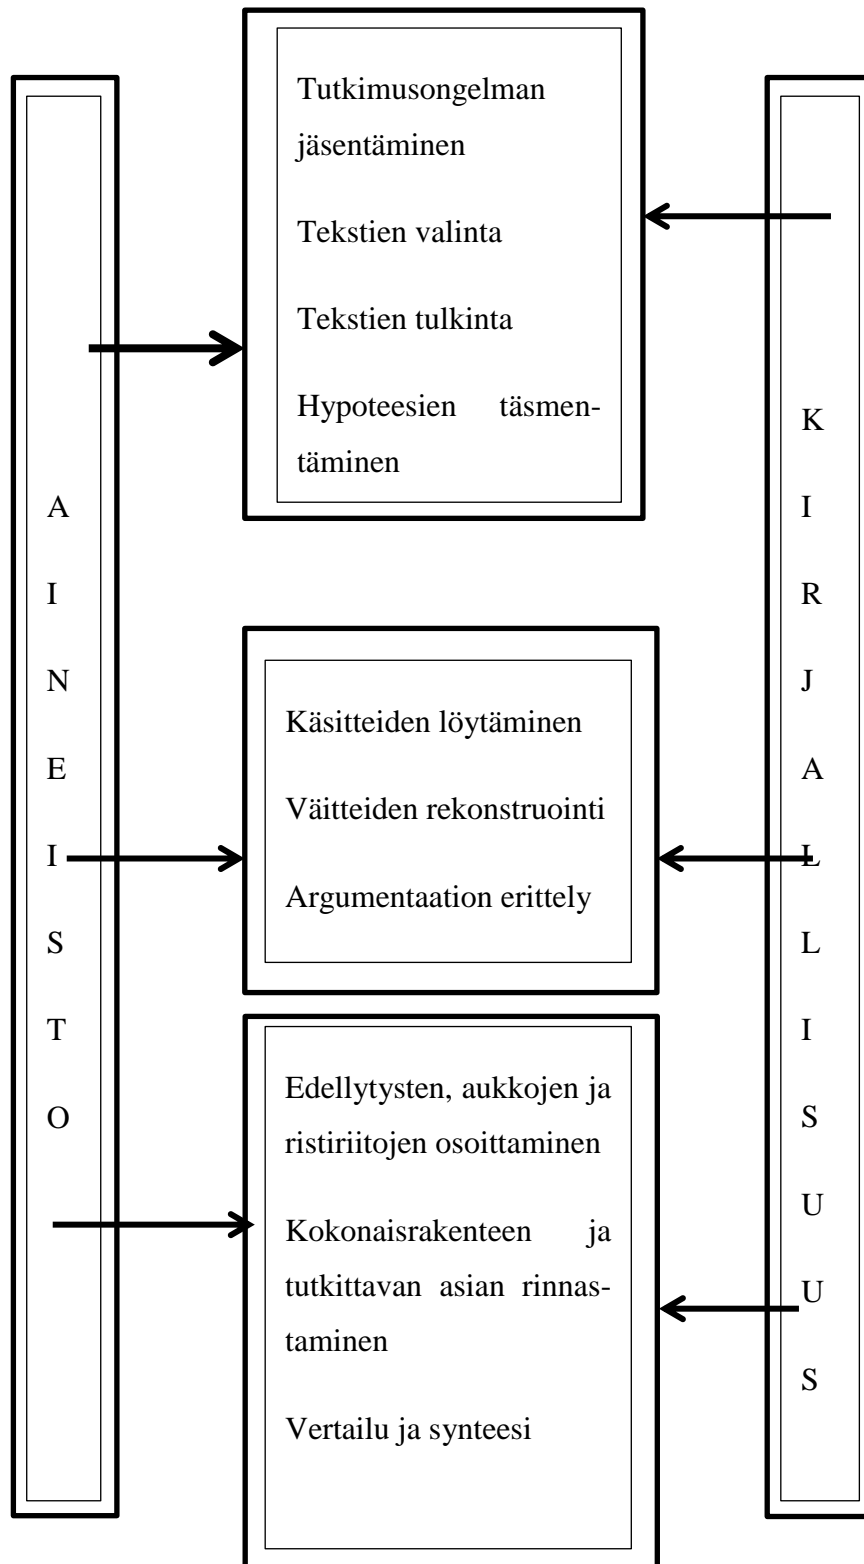 Tutkimusongelman
jäsentäminen
Tekstien valinta
Tekstien tulkinta
Hypoteesien täsmen-
täminen
A
I
N
E
I
S
T
O
Käsitteiden löytäminen
Väitteiden rekonstruointi
Argumentaation erittely
Edellytysten, aukkojen ja
ristiriitojen osoittaminen
Kokonaisrakenteen ja
tutkittavan asian rinnas-
taminen
Vertailu ja synteesi
K
I
R
J
A
L
L
I
S
U
U
S